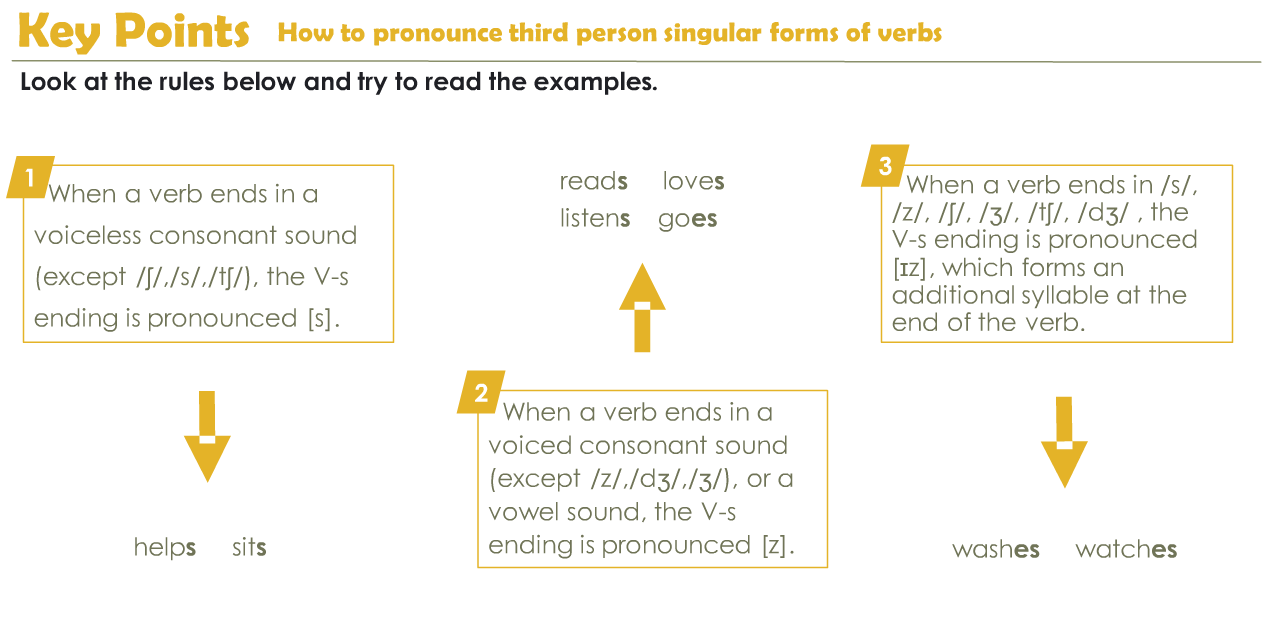 Key Points How to pronounce third person singular forms of verbs
Look at the rules below and try to read the examples.
1
When a verb ends in a
voiceless consonant sound
(except /ʃ/,/s/,/tʃ/), the V-s
ending is pronounced [s].
helps sits
reads loves
listens goes
2
When a verb ends in a
voiced consonant sound
(except /z/,/dʒ/,/ʒ/), or a
vowel sound, the V-s
ending is pronounced [z].
3
When a verb ends in /s/,
/z/, /ʃ/, /ʒ/, /tʃ/, /dʒ/ , the
V-s ending is pronounced
[ɪz], which forms an
additional syllable at the
end of the verb.
washes watches